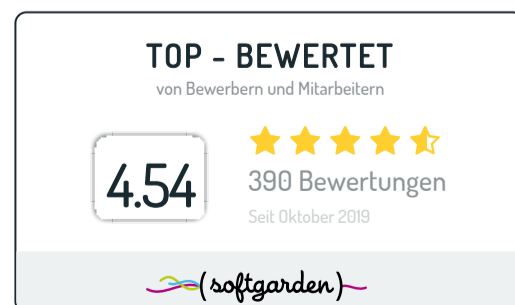 TOP - BEWERTET
von Bewerbern und Mitarbeitern
4.54
390 Bewertungen
Seit Oktober 2019
(softgarden)